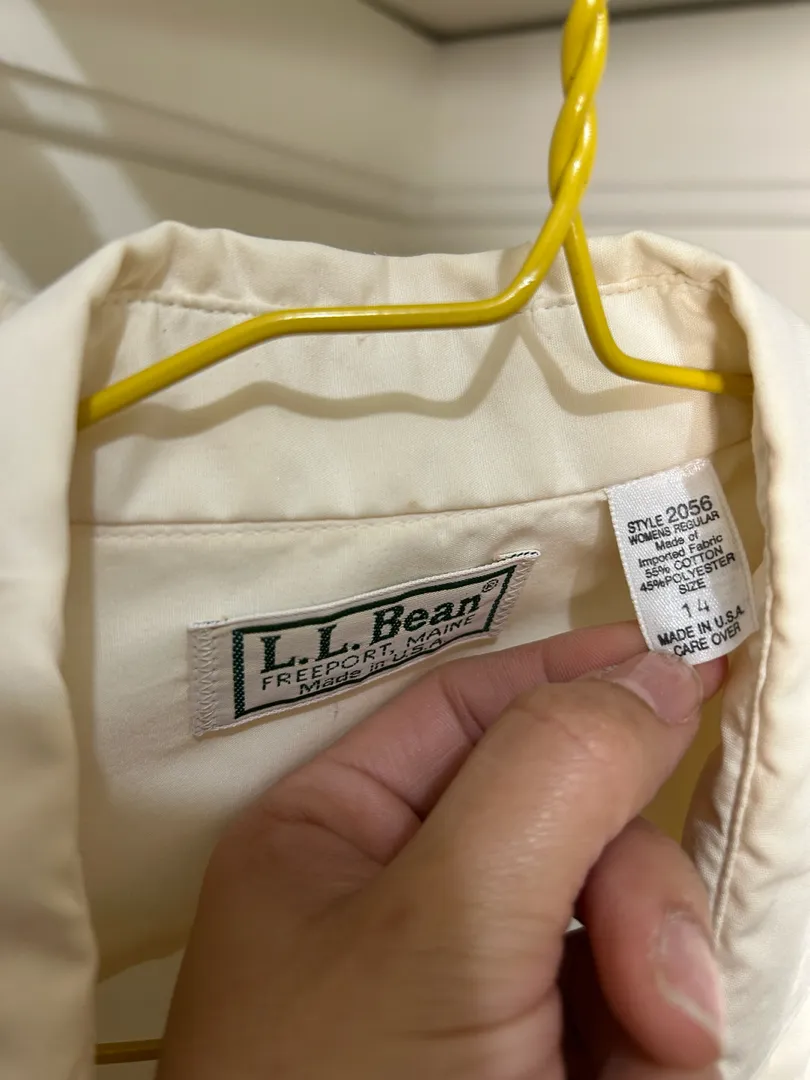 L.L. Bean®
FREEPORT, MAINE
Made in U.S.A.
STYLE 2056
WOMENS REGULAR
Made of
Imported Fabric
55% COTTON
45% POLYESTER
SIZE
14
MADE IN U.S.A.
CARE OVER